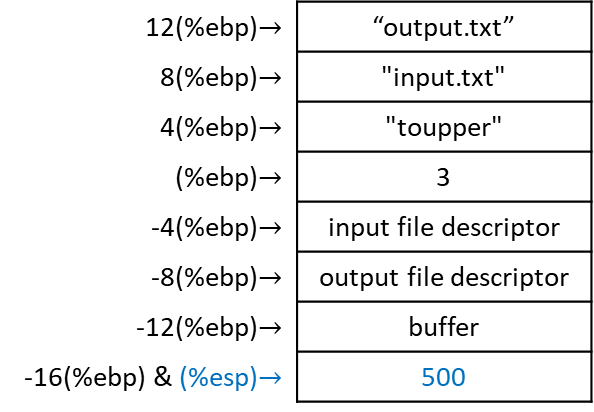 12(%ebp)→ “output.txt”
8(%ebp)→ "input.txt"
4(%ebp)→ "toupper"
(%ebp)→ 3
-4(%ebp)→ input file descriptor
-8(%ebp)→ output file descriptor
-12(%ebp)→ buffer
-16(%ebp) & (%esp)→ 500